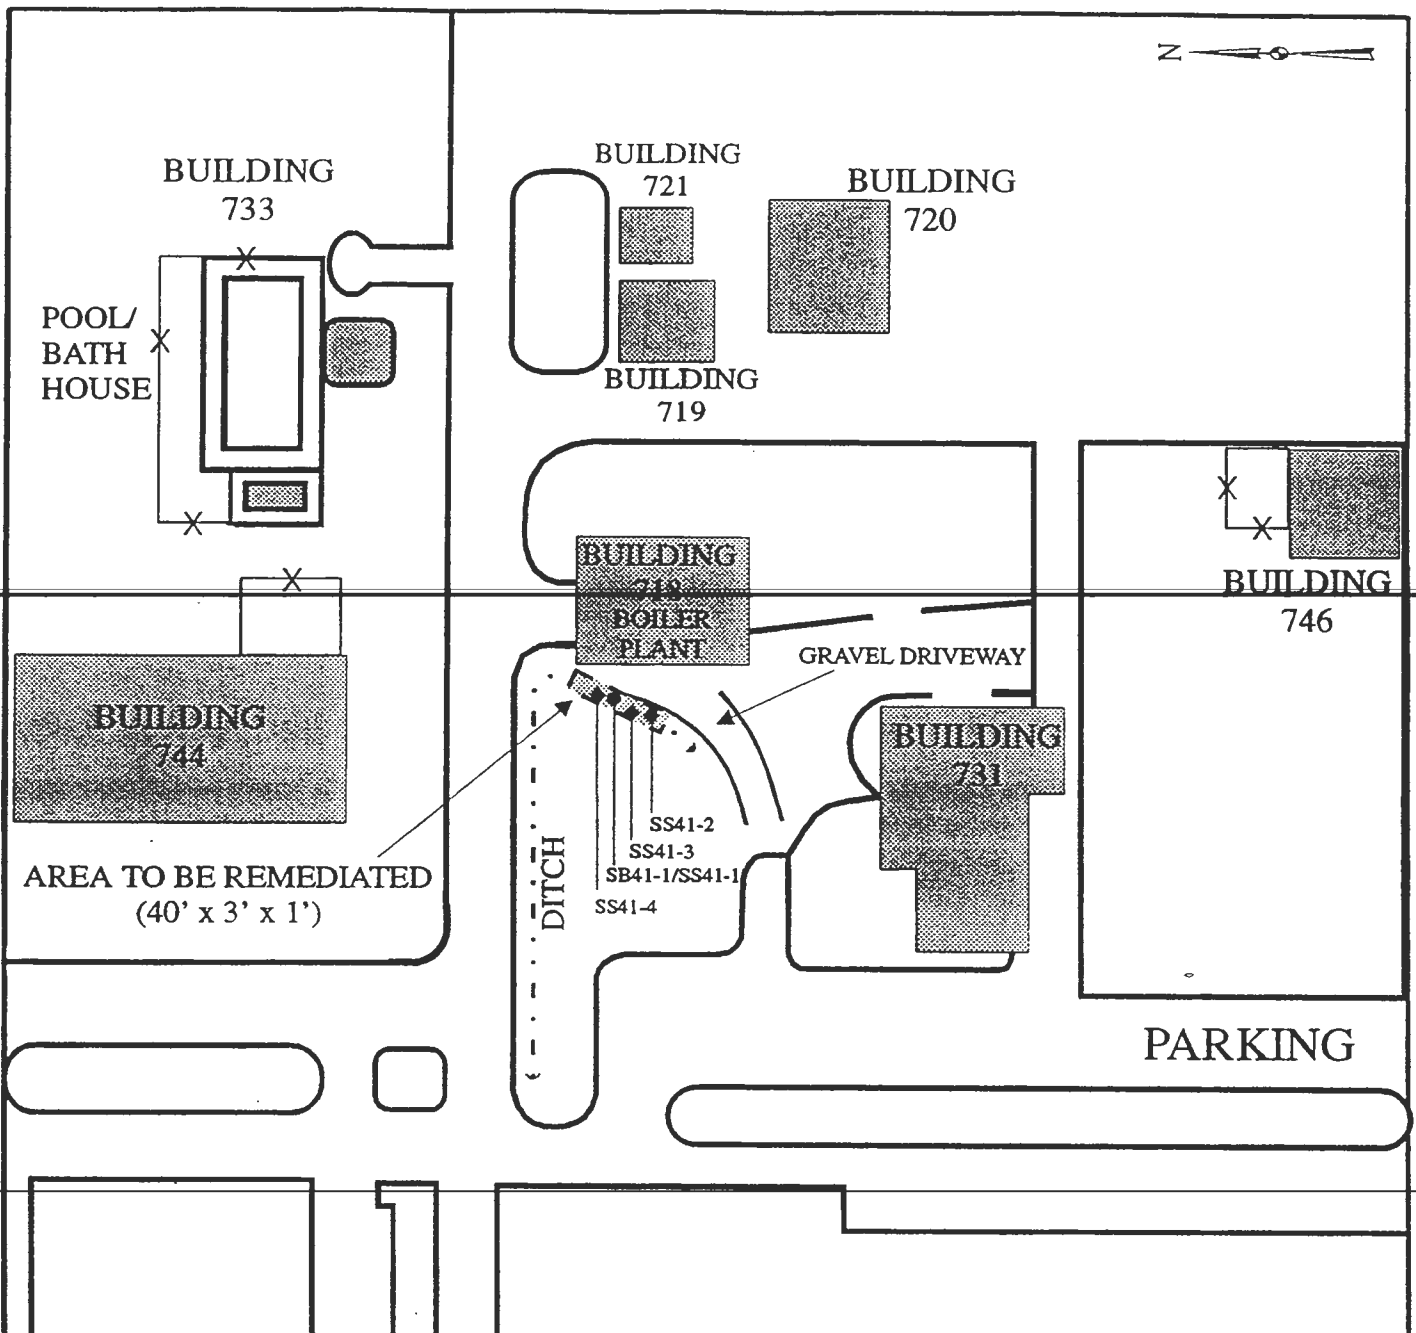 N
BUILDING
733
BUILDING
721
BUILDING
720
POOL/
BATH
HOUSE
BUILDING
719
BUILDING
718
BOILER
PLANT
BUILDING
746
GRAVEL DRIVEWAY
BUILDING
744
BUILDING
731
SS41-2
SS41-3
SB41-1/SS41-1
SS41-4
DITCH
AREA TO BE REMEDIATED
(40' x 3' x 1')
PARKING